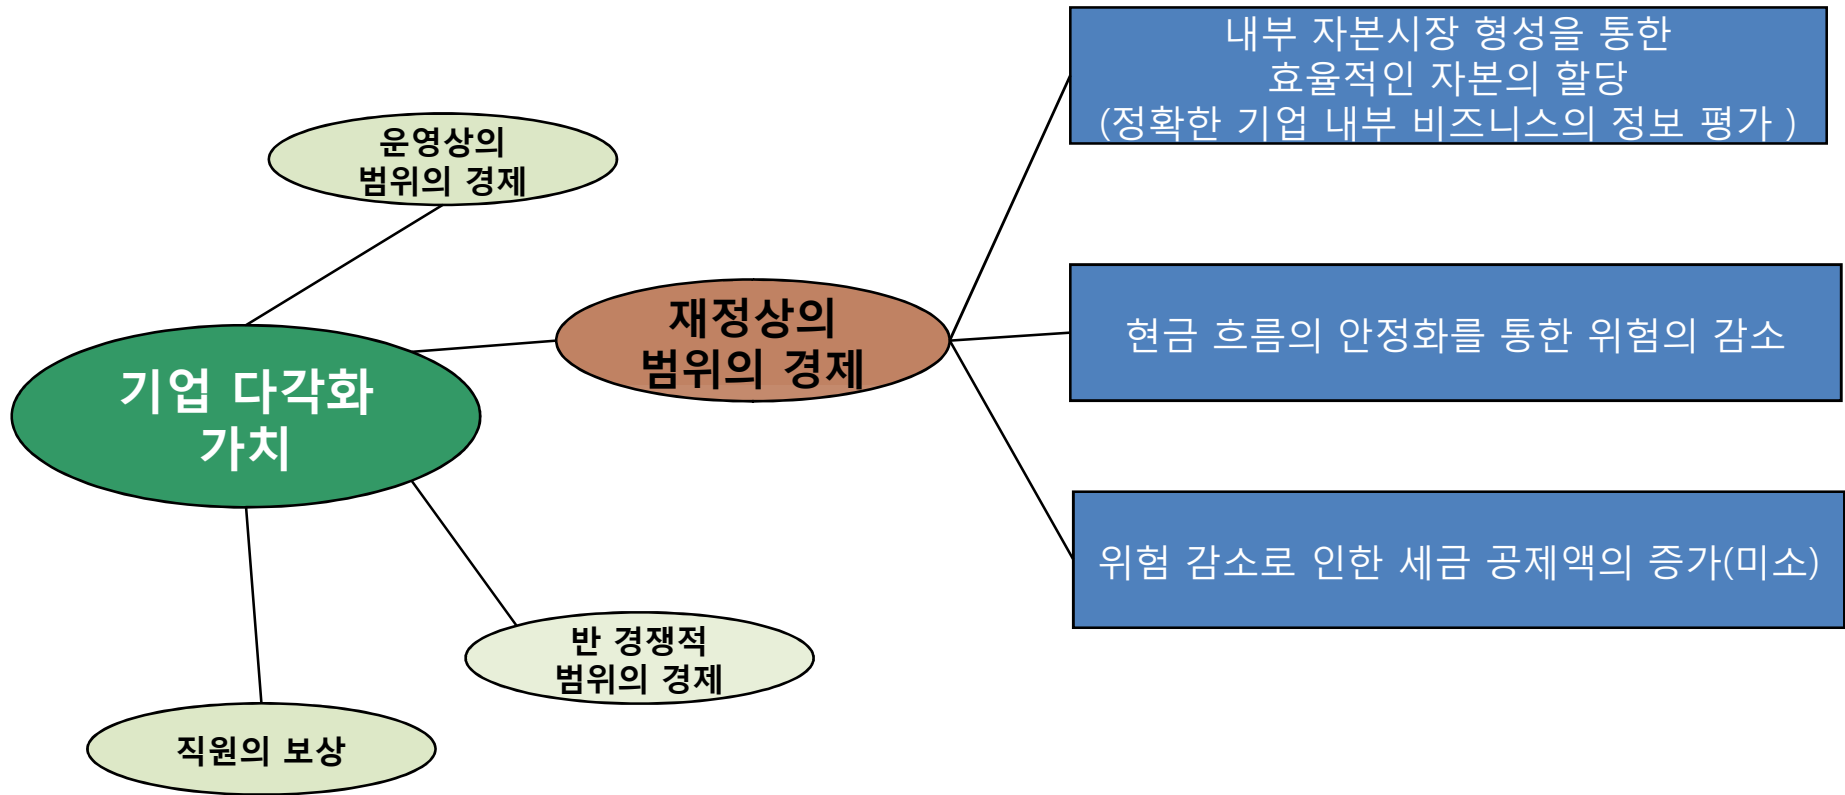 내부 자본시장 형성을 통한
효율적인 자본의 할당
(정확한 기업 내부 비즈니스의 정보 평가 )
운영상의
범위의 경제
재정상의
범위의 경제
현금 흐름의 안정화를 통한 위험의 감소
기업 다각화
가치
위험 감소로 인한 세금 공제액의 증가(미소)
반 경쟁적
범위의 경제
직원의 보상